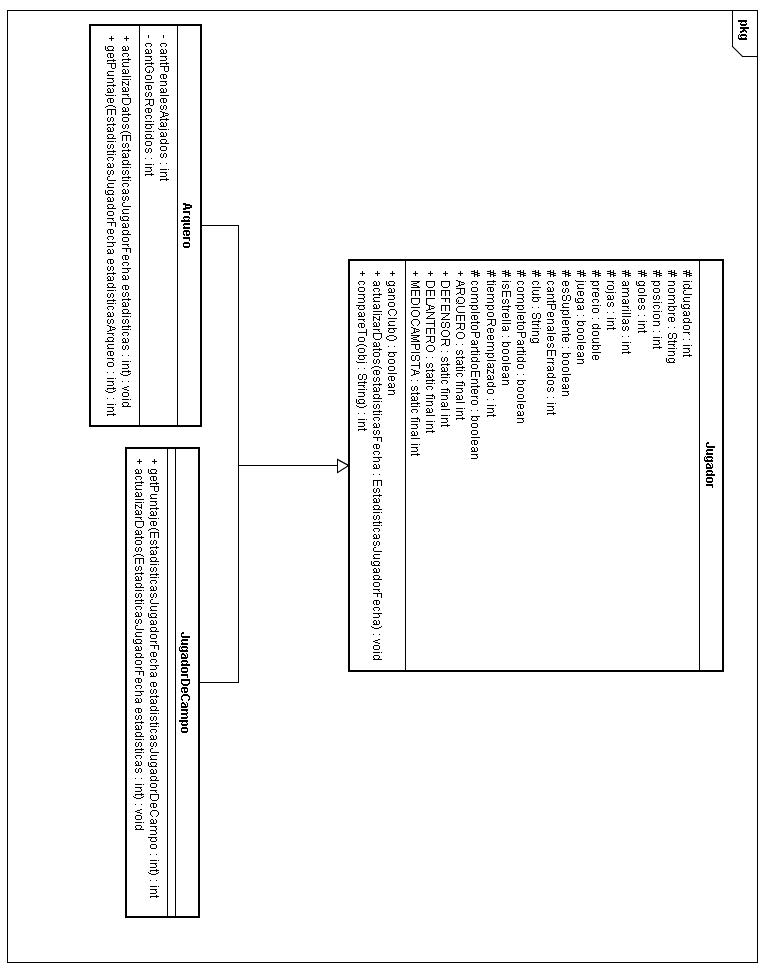 pkg
Jugador
# idJugador : int
# nombre : String
# posicion : int
# goles : int
# amarillas : int
# rojas : int
# precio : double
# juega : boolean
# esSuplente : boolean
# cantPenalesErrados : int
# club : String
# completoPartido : boolean
# isEstrella : boolean
# tiempoReemplazado : int
# completoPartidoEntero : boolean
+ ARQUERO : static final int
+ DEFENSOR : static final int
+ DELANTERO : static final int
+ MEDIOCAMPISTA : static final int
+ ganoClub() : boolean
+ actualizarDatos(estadisticasFecha : EstadisticasJugadorFecha) : void
+ compareTo(obj : String) : int
Arquero
- cantPenalesAtajados : int
- cantGolesRecibidos : int
+ actualizarDatos(EstadisticasJugadorFecha estadisticas : int) : void
+ getPuntaje(EstadisticasJugadorFecha estadisticasArquero : int) : int
JugadorDeCampo
+ getPuntaje(EstadisticasJugadorFecha estadisticasJugadorDeCampo : int) : int
+ actualizarDatos(EstadisticasJugadorFecha estadisticas : int) : void